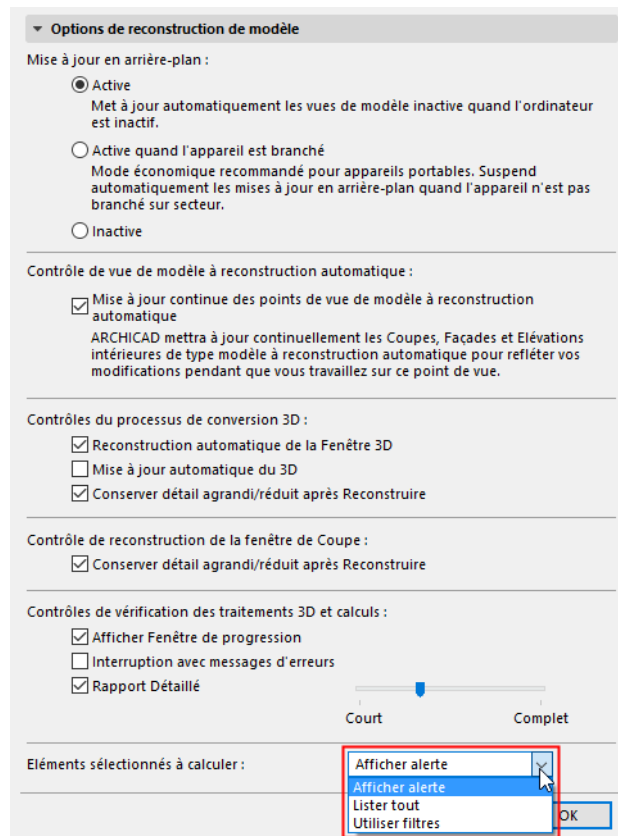 Options de reconstruction de modèle
Mise à jour en arrière-plan :
Active
Met à jour automatiquement les vues de modèle inactive quand l'ordinateur
est inactif.
Active quand l'appareil est branché
Mode économique recommandé pour appareils portables. Suspend
automatiquement les mises à jour en arrière-plan quand l'appareil n'est pas
branché sur secteur.
Inactive
Contrôle de vue de modèle à reconstruction automatique :
Mise à jour continue des points de vue de modèle à reconstruction
automatique
ARCHICAD mettra à jour continuellement les Coupes, Façades et Elévations
intérieures de type modèle à reconstruction automatique pour refléter vos
modifications pendant que vous travaillez sur ce point de vue.
Contrôles du processus de conversion 3D :
Reconstruction automatique de la Fenêtre 3D
Mise à jour automatique du 3D
Conserver détail agrandi/réduit après Reconstruire
Contrôle de reconstruction de la fenêtre de Coupe :
Conserver détail agrandi/réduit après Reconstruire
Contrôles de vérification des traitements 3D et calculs :
Afficher Fenêtre de progression
Interruption avec messages d'erreurs
Rapport Détaillé
Court Complet
Eléments sélectionnés à calculer : Afficher alerte
Afficher alerte
Lister tout
Utiliser filtres OK